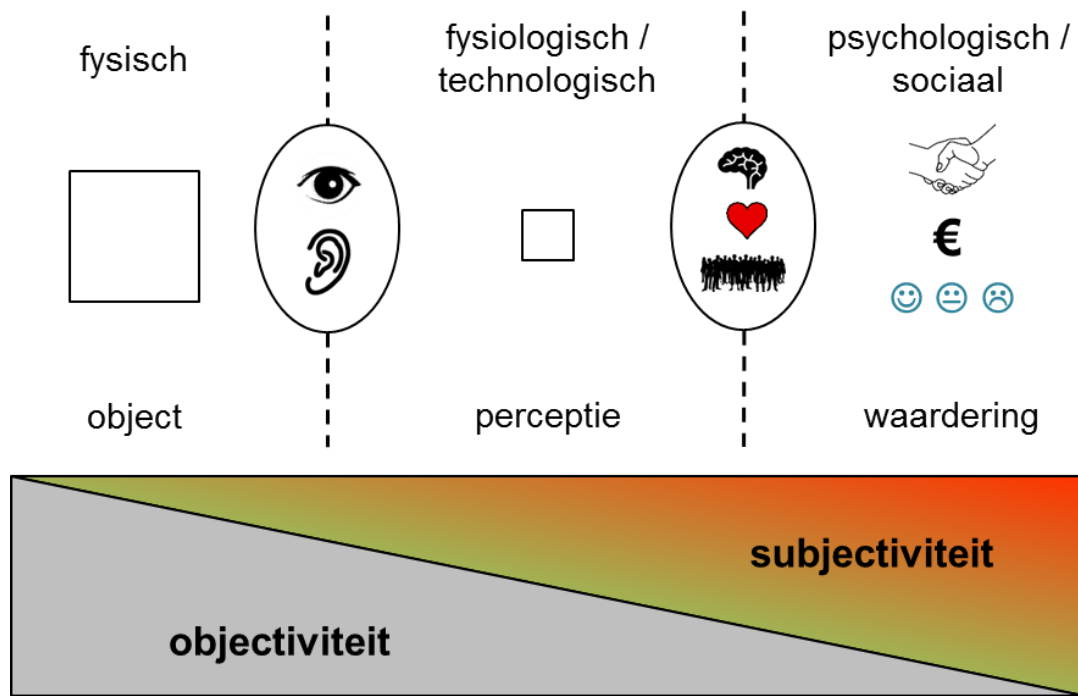 fysisch
fysiologisch /
technologisch
psychologisch /
sociaal
€
object
perceptie
waardering
subjectiviteit
objectiviteit